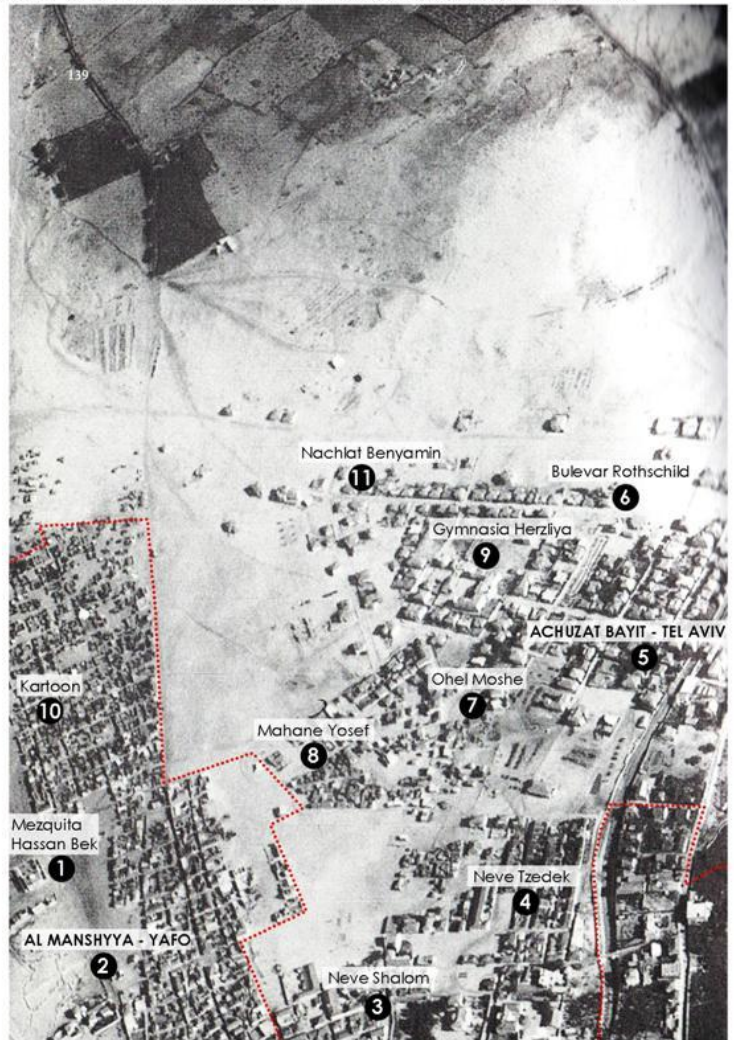 139
Nachlat Benyamin
11
Bulevar Rothschild
6
Gymnasia Herzliya
9
ACHUZAT BAYIT - TEL AVIV
5
Kartoon
10
Ohel Moshe
7
Mahane Yosef
8
Mezquita
Hassan Bek
1
Neve Tzedek
4
AL MANSHYYA - YAFO
2
Neve Shalom
3